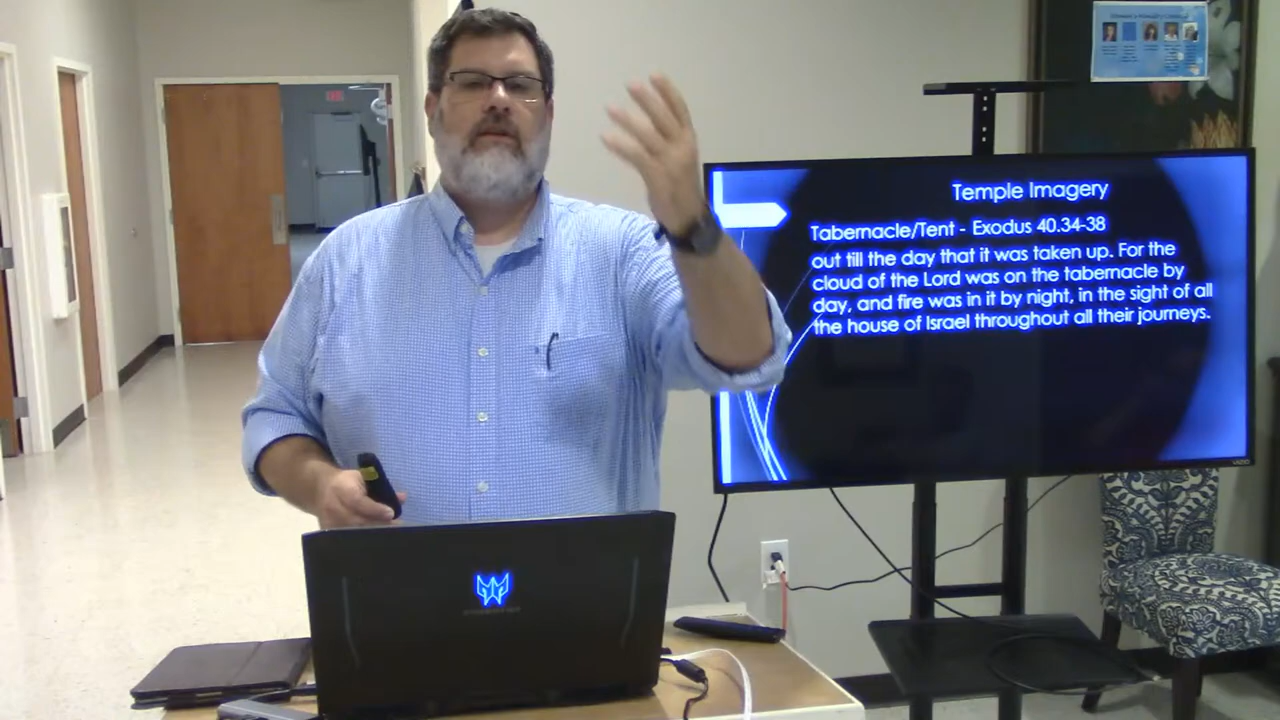 Temple Imagery
Tabernacle/Tent - Exodus 40.34-38
out till the day that it was taken up. For the
cloud of the Lord was on the tabernacle by
day, and fire was in it by night, in the sight of all
the house of Israel throughout all their journeys.
VIZIO